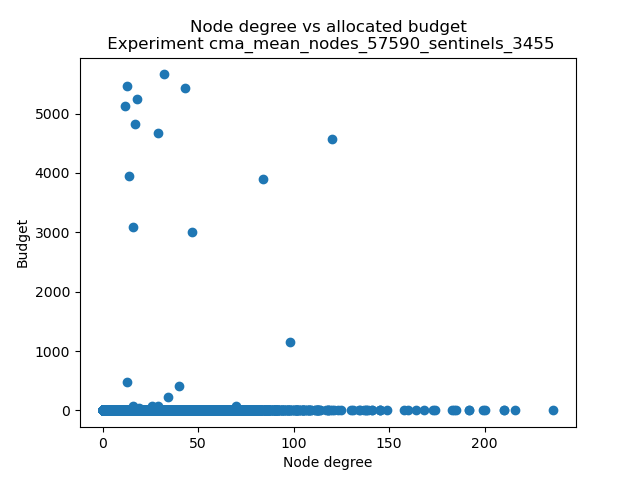 Node degree vs allocated budget
Experiment cma_mean_nodes_57590_sentinels_3455
Budget
5000
4000
3000
2000
1000
0
0 50 100 150 200
Node degree